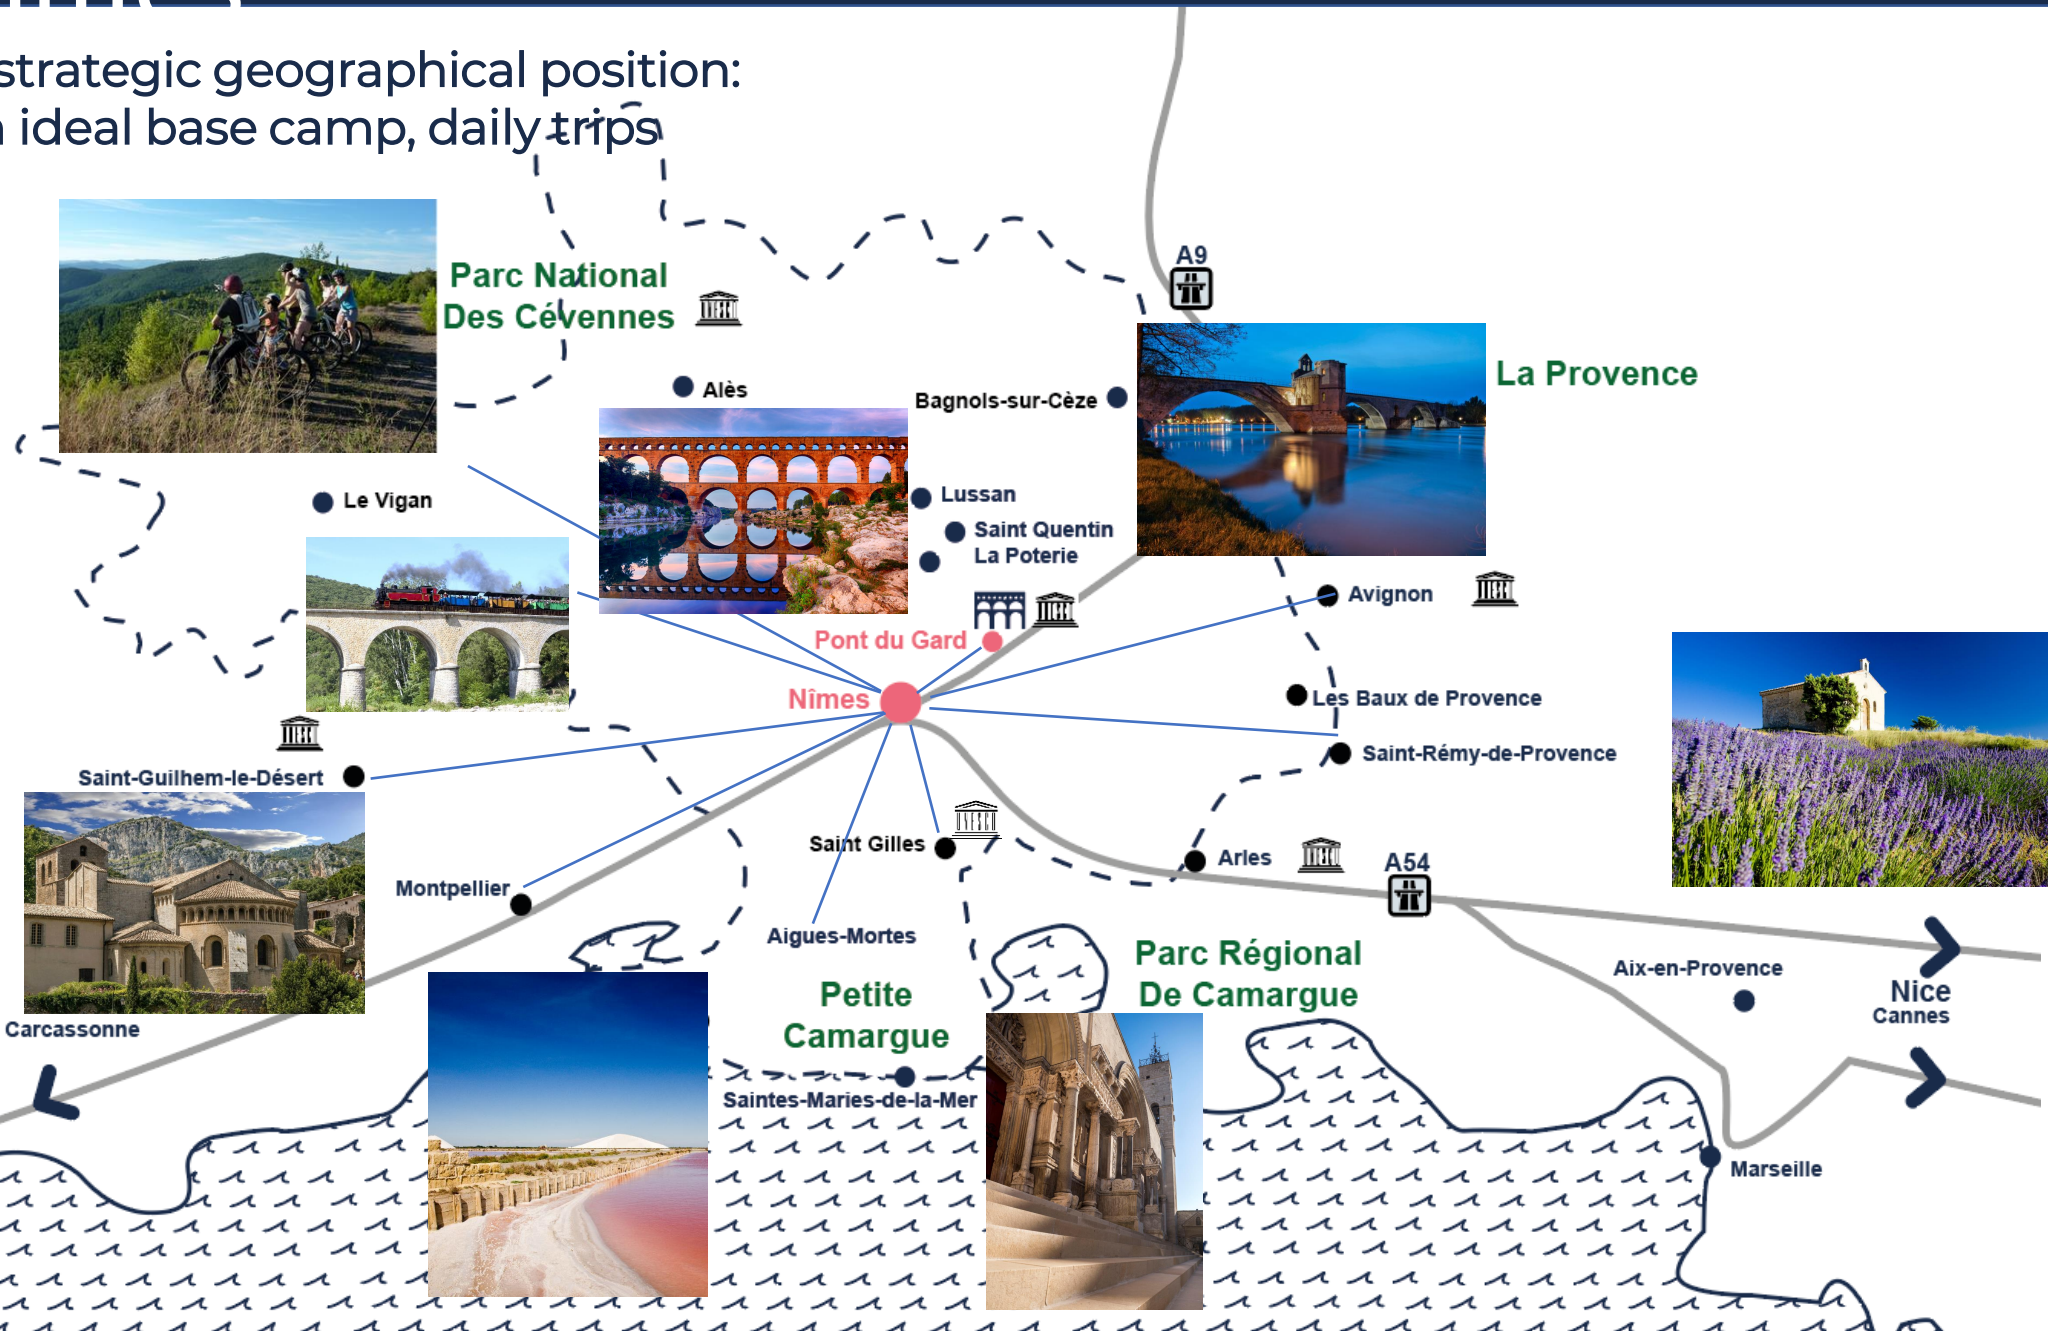 strategic geographical position:
ideal base camp, daily trips
A9
Parc National
Des Cévennes
La Provence
Alès
Bagnols-sur-Cèze
Le Vigan
Lussan
Saint Quentin
La Poterie
Avignon
Pont du Gard
Nîmes
Les Baux de Provence
Saint-Rémy-de-Provence
Saint-Guilhem-le-Désert
Saint Gilles
UNESCO
Arles
A54
Montpellier
Aigues-Mortes
Parc Régional
De Camargue
Aix-en-Provence
Petite
Camargue
Nice
Cannes
Carcassonne
Saintes-Maries-de-la-Mer
Marseille